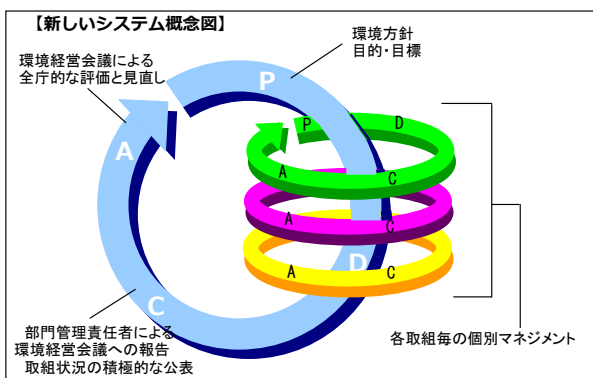 【新しいシステム概念図】
環境方針
目的・目標
環境経営会議による
全庁的な評価と見直し
P
P
D
A
A
C
A
C
A
C
D
C
部門管理責任者による
環境経営会議への報告
取組状況の積極的な公表
各取組毎の個別マネジメント